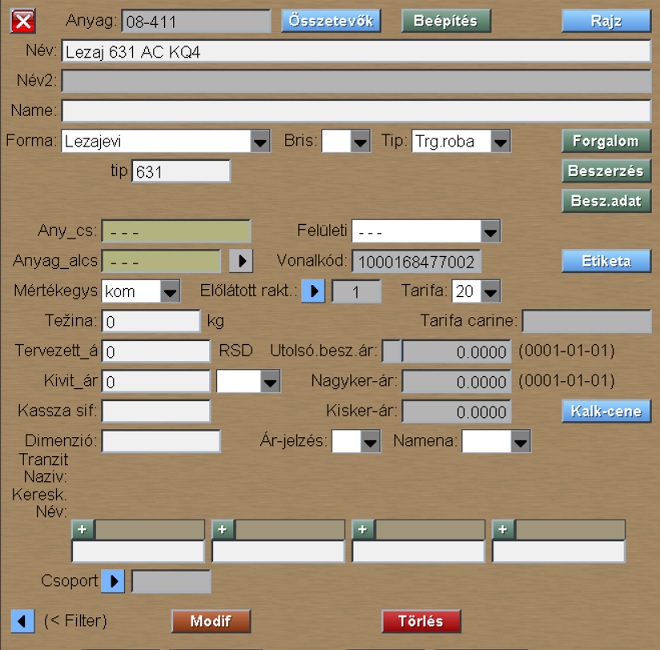 Anyag: 08-411 Összetevők Beépítés Rajz
Név: Lezaj 631 AC KQ4
Név2:
Name:
Forma: Lezajevi Bris: Tip: Trg.roba Forgalom
tip 631 Beszerzés
Besz.adat
Any_cs: - - - Felületi - - -
Anyag_alcs - - - Vonalkód: 1000168477002 Etiketa
Mértékegys kom Előlátott rakt.: 1 Tarifa: 20
Težina: 0 kg Tarifa carine:
Tervezett_á 0 RSD Utolsó.besz.ár: 0.0000 (0001-01-01)
Kivit_ár 0 Nagyker-ár: 0.0000 (0001-01-01)
Kassza sif: Kisker-ár: 0.0000 Kalk-cene
Dimenzió: Ár-jelzés: Namena:
Tranzit
Naziv:
Keresk.
Név:
+ + + +
Csoport
(< Filter) Modif Törlés